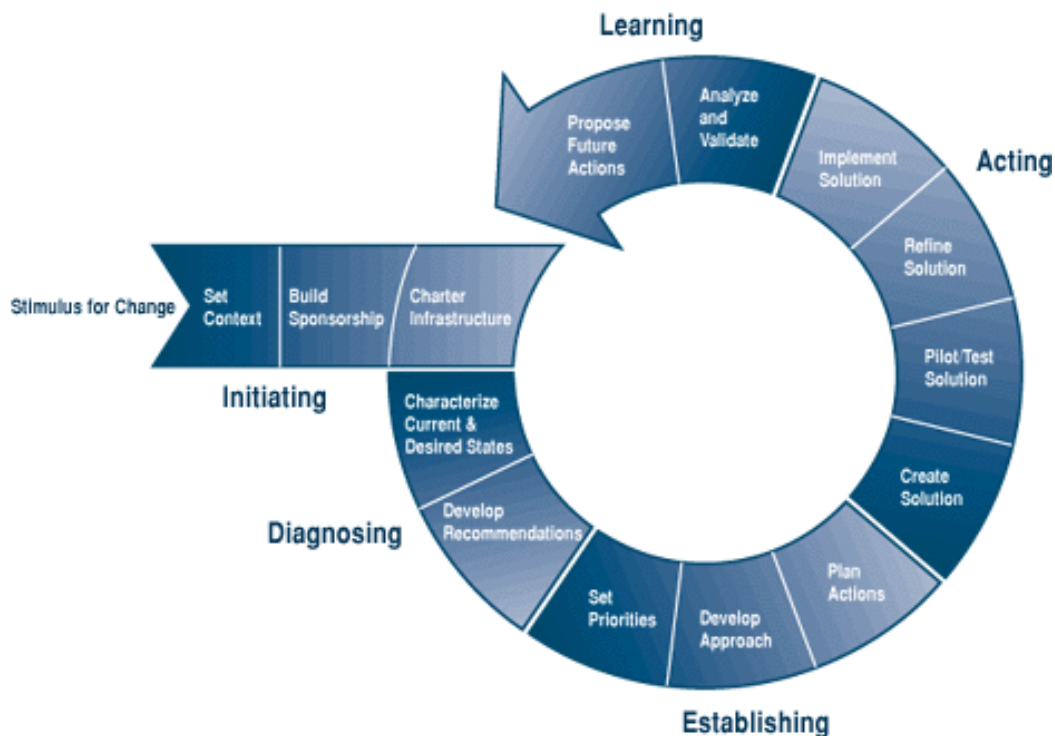 Learning
Analyze
and
Validate
Propose
Future
Actions
Implement
Solution
Acting
Refine
Solution
Stimulus for Change
Set
Context
Build
Sponsorship
Charter
Infrastructure
Pilot/Test
Solution
Initiating
Characterize
Current &
Desired States
Create
Solution
Diagnosing
Develop
Recommendations
Plan
Actions
Set
Priorities
Develop
Approach
Establishing